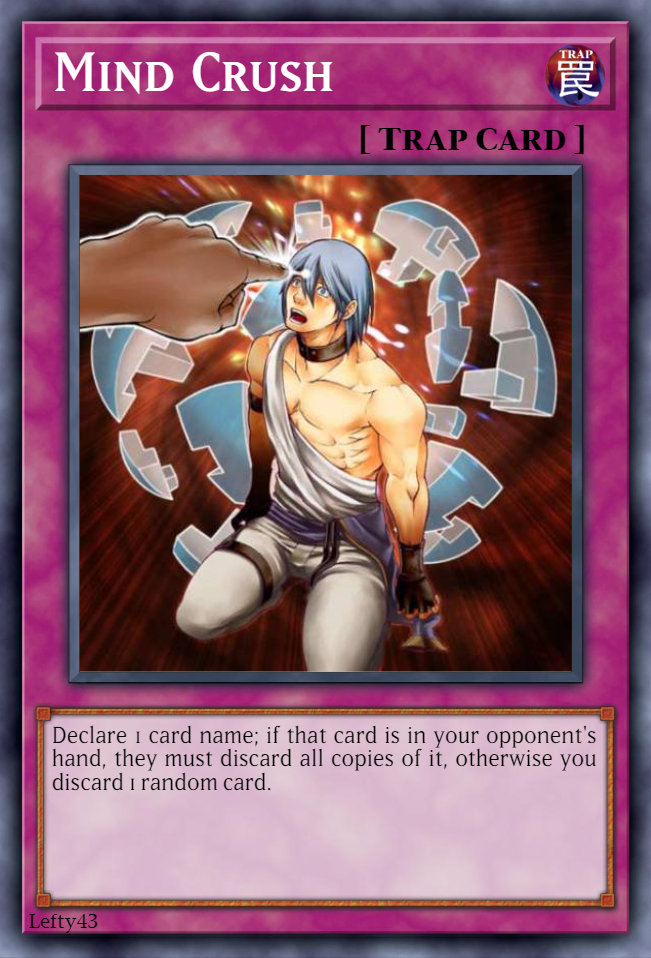 Mind Crush
TRAP
罠
[ Trap Card ]
Declare 1 card name; if that card is in your opponent's
hand, they must discard all copies of it, otherwise you
discard 1 random card.
Lefty43